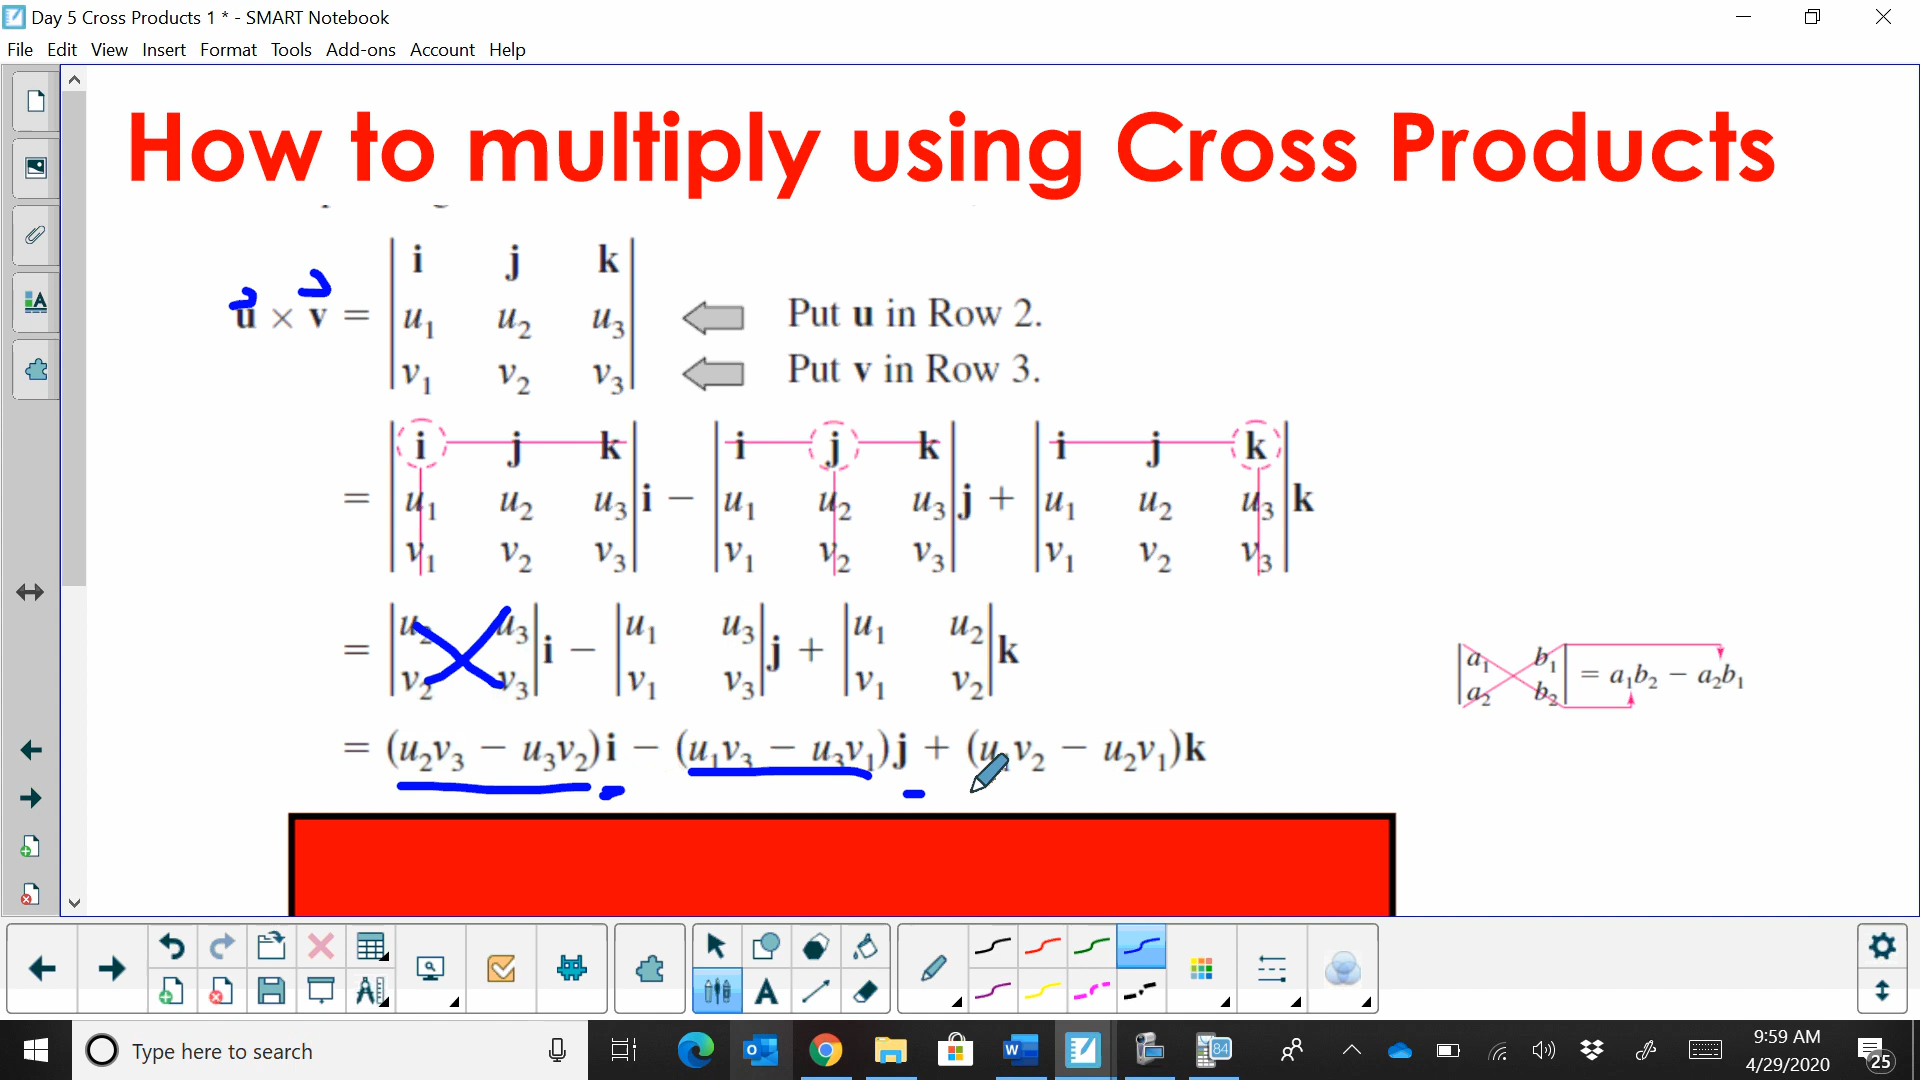 Day 5 Cross Products 1 * - SMART Notebook
File Edit View Insert Format Tools Add-ons Account Help
How to multiply using Cross Products
i j k
u × v = u₁ u₂ u₃ Put u in Row 2.
v₁ v₂ v₃ Put v in Row 3.
i j k i j k i j k
= |u₁ u₂ u₃| i − |u₁ u₂ u₃| j + |u₁ u₂ u₃| k
v₁ v₂ v₃ v₁ v₂ v₃ v₁ v₂ v₃
= |u₂ u₃| i − |u₁ u₃| j + |u₁ u₂| k
v₂ v₃ v₁ v₃ v₁ v₂
|a₁ b₁| = a₁b₂ − a₂b₁
a₂ b₂
= (u₂v₃ − u₃v₂)i − (u₁v₃ − u₃v₁)j + (u₁v₂ − u₂v₁)k
Type here to search
84
9:59 AM
4/29/2020
25